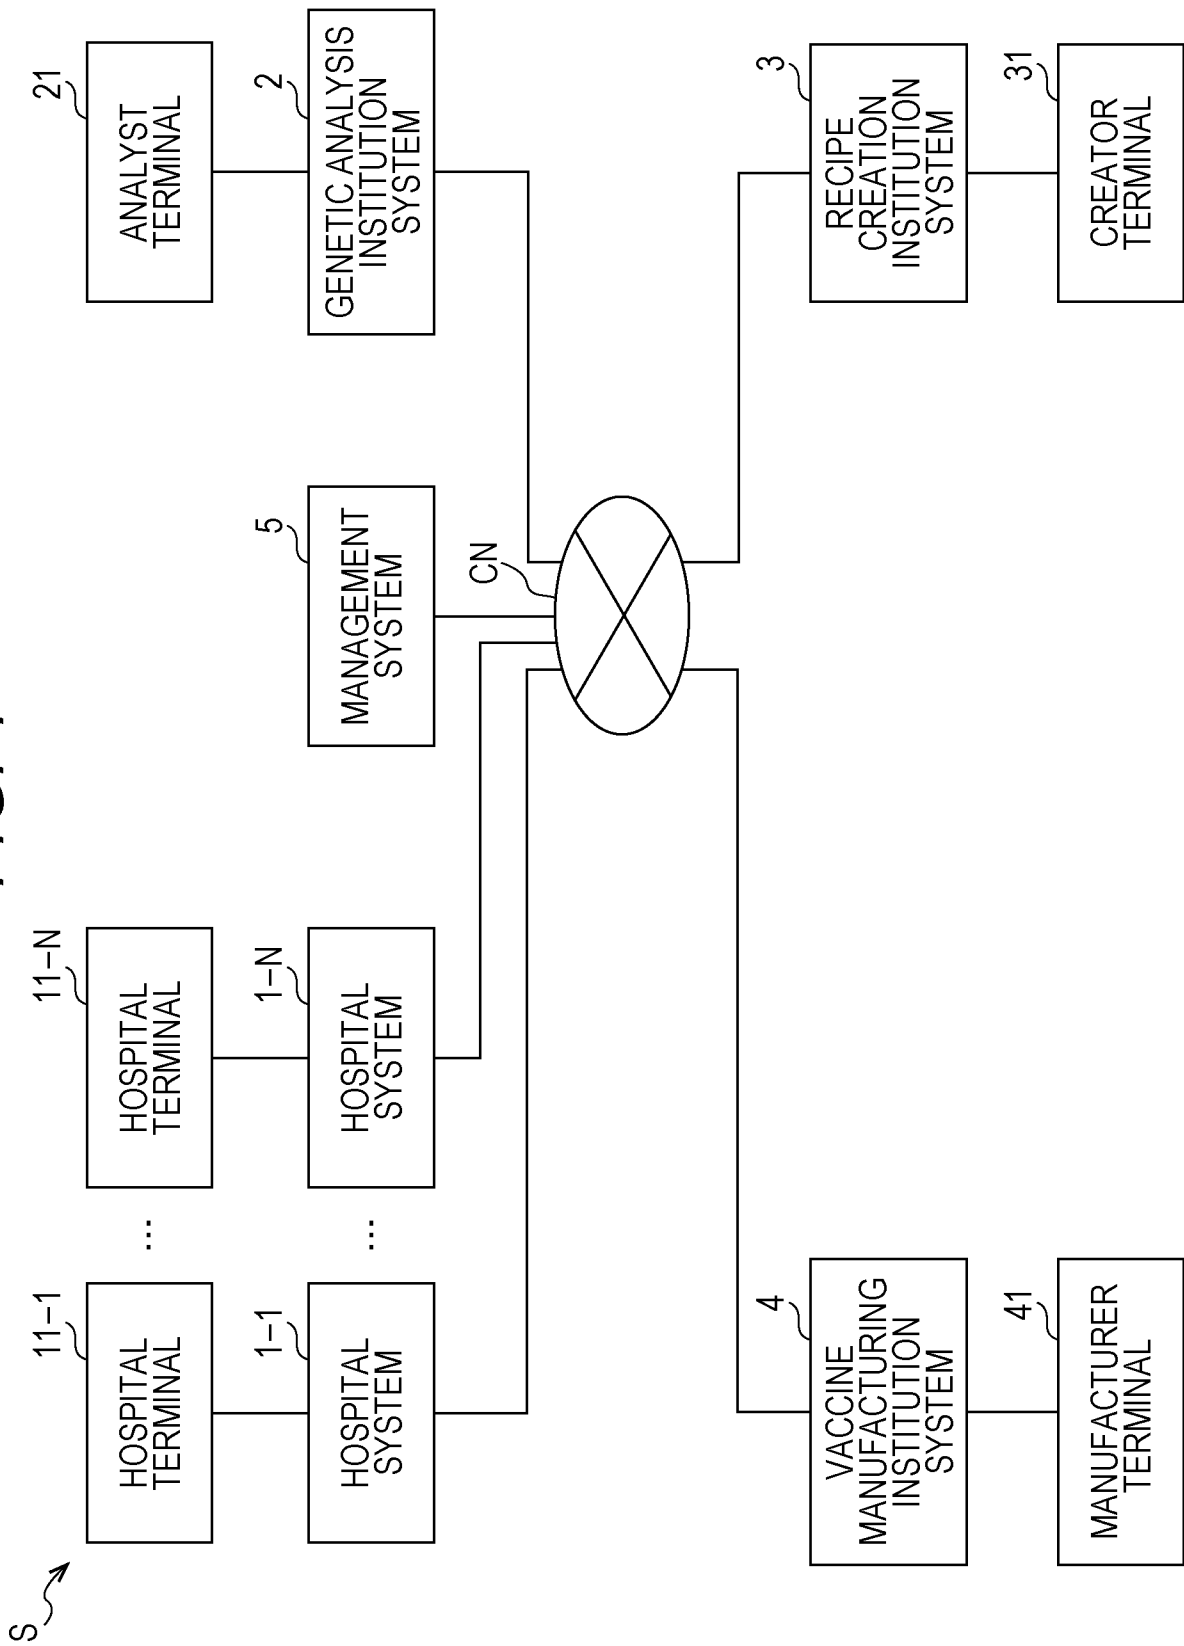 S
11-1
HOSPITAL
TERMINAL
...
11-N
HOSPITAL
TERMINAL
21
ANALYST
TERMINAL
1-1
HOSPITAL
SYSTEM
...
1-N
HOSPITAL
SYSTEM
5
MANAGEMENT
SYSTEM
2
GENETIC ANALYSIS
INSTITUTION
SYSTEM
CN
4
VACCINE
MANUFACTURING
INSTITUTION
SYSTEM
3
RECIPE
CREATION
INSTITUTION
SYSTEM
41
MANUFACTURER
TERMINAL
31
CREATOR
TERMINAL